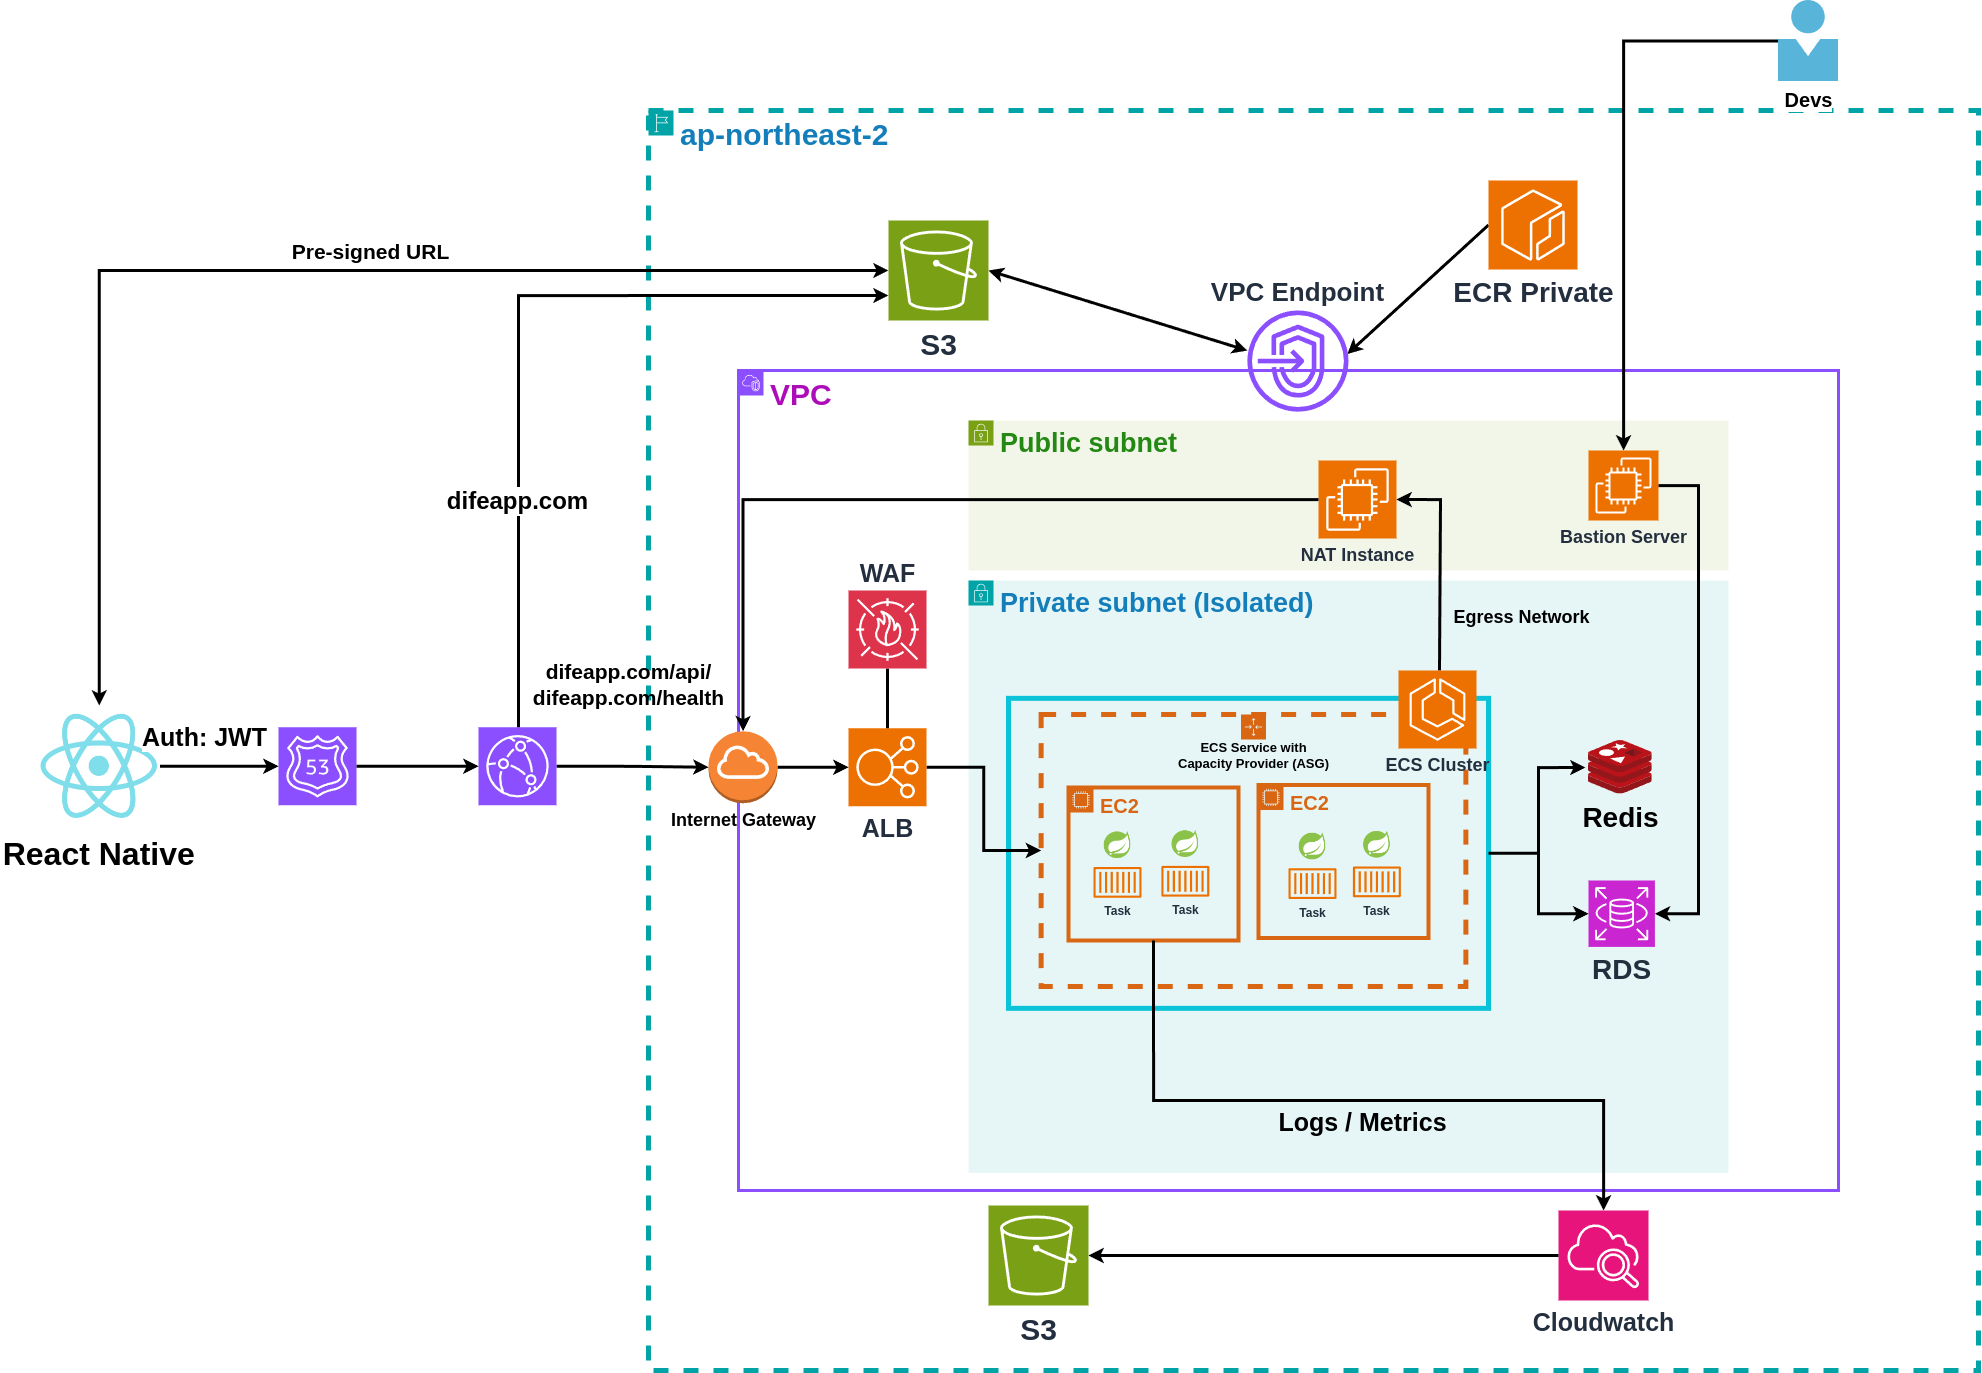 Devs
ap-northeast-2
Pre-signed URL
VPC Endpoint
ECR Private
S3
VPC
Public subnet
difeapp.com
NAT Instance
Bastion Server
WAF
Private subnet (Isolated)
Egress Network
difeapp.com/api/
difeapp.com/health
Auth: JWT
53
ECS Service with
Capacity Provider (ASG)
ECS Cluster
Internet Gateway
ALB
EC2
EC2
Redis
React Native
Task
Task
Task
Task
RDS
Logs / Metrics
S3
Cloudwatch